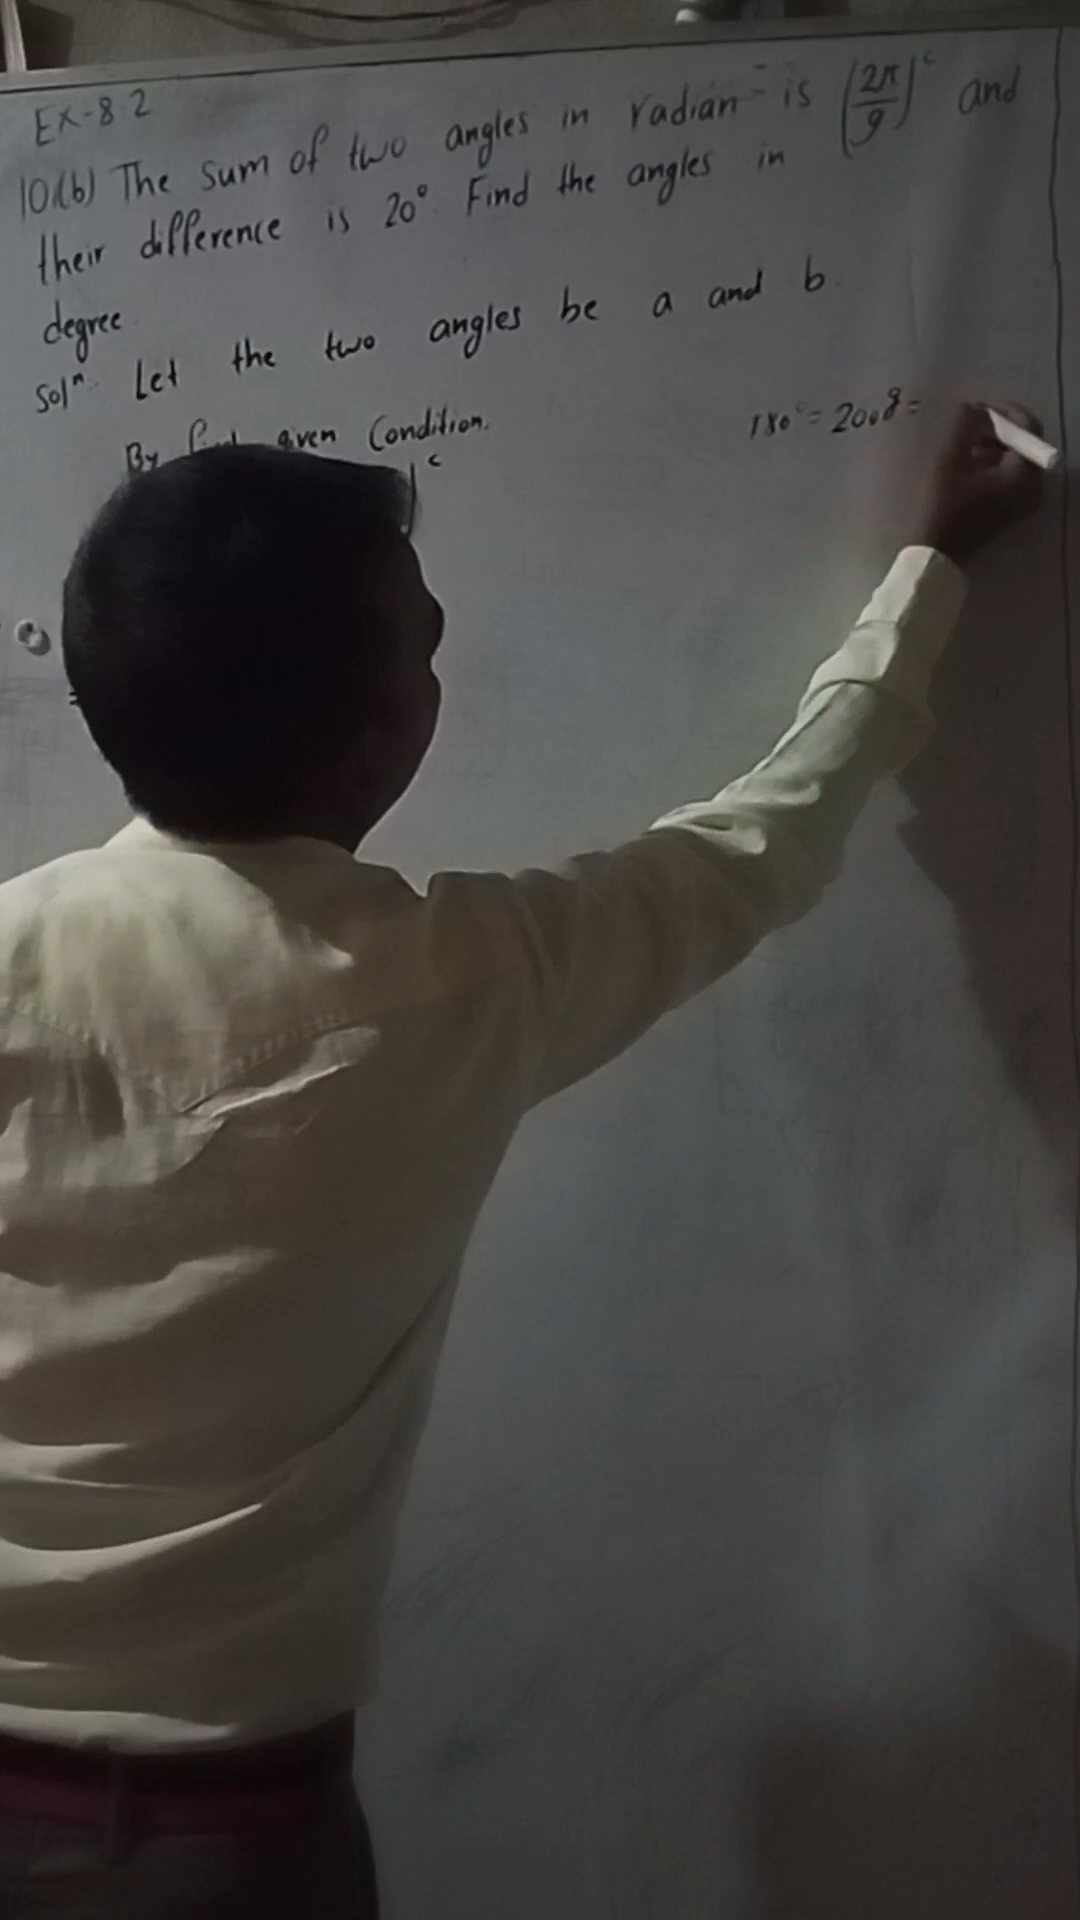 Ex-8.2
10.(b) The sum of two angles in radian is (2π/9)ᶜ and
their difference is 20°. Find the angles in
degree.
Solⁿ: Let the two angles be a and b.
By given Condition.
180° = 200ᵍ =
)ᶜ
=